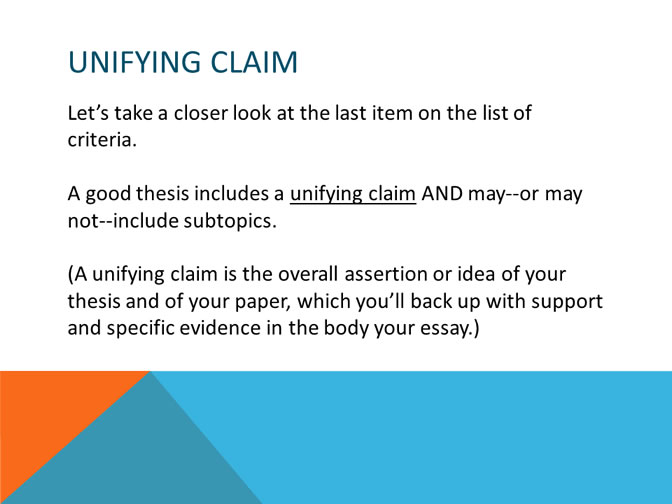 UNIFYING CLAIM
Let’s take a closer look at the last item on the list of
criteria.
A good thesis includes a unifying claim AND may--or may
not--include subtopics.
(A unifying claim is the overall assertion or idea of your
thesis and of your paper, which you’ll back up with support
and specific evidence in the body your essay.)